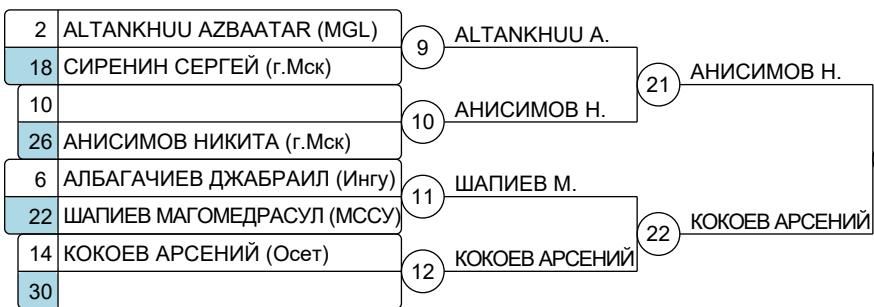 2 ALTANKHUU AZBAATAR (MGL)
18 СИРЕНИН СЕРГЕЙ (г.Мск)
9 ALTANKHUU A.
10
26 АНИСИМОВ НИКИТА (г.Мск)
10 АНИСИМОВ Н.
21 АНИСИМОВ Н.
6 АЛБАГАЧИЕВ ДЖАБРАИЛ (Ингу)
22 ШАПИЕВ МАГОМЕДРАСУЛ (МССУ)
11 ШАПИЕВ М.
14 КОКОЕВ АРСЕНИЙ (Осет)
30
12 КОКОЕВ АРСЕНИЙ
22 КОКОЕВ АРСЕНИЙ